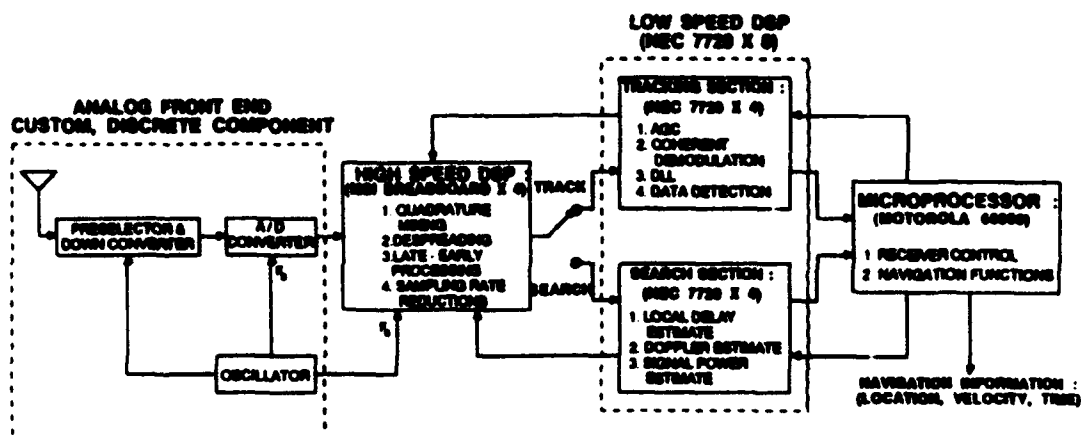 LOW SPEED DSP
(NEC 7720 X 8)
ANALOG FRONT END
CUSTOM, DISCRETE COMPONENT
PRESELECTOR &
DOWN CONVERTER
A/D
CONVERTER
OSCILLATOR
HIGH SPEED DSP :
BREADBOARD X 4)
1. QUADRATURE
MIXING
2. DESPREADING
3. LATE - EARLY
PROCESSING
4. SAMPLING RATE
REDUCTIONS
TRACK
SEARCH
TRACKING SECTION :
(NEC 7720 X 4)
1. AGC
2. COHERENT
DEMODULATION
3. DLL
4. DATA DETECTION
SEARCH SECTION :
(NEC 7720 X 4)
1. LOCAL DELAY
ESTIMATE
2. DOPPLER ESTIMATE
3. SIGNAL POWER
ESTIMATE
MICROPROCESSOR :
(MOTOROLA
1 RECEIVER CONTROL
2 NAVIGATION FUNCTIONS
NAVIGATION INFORMATION :
(LOCATION, VELOCITY, TIME)